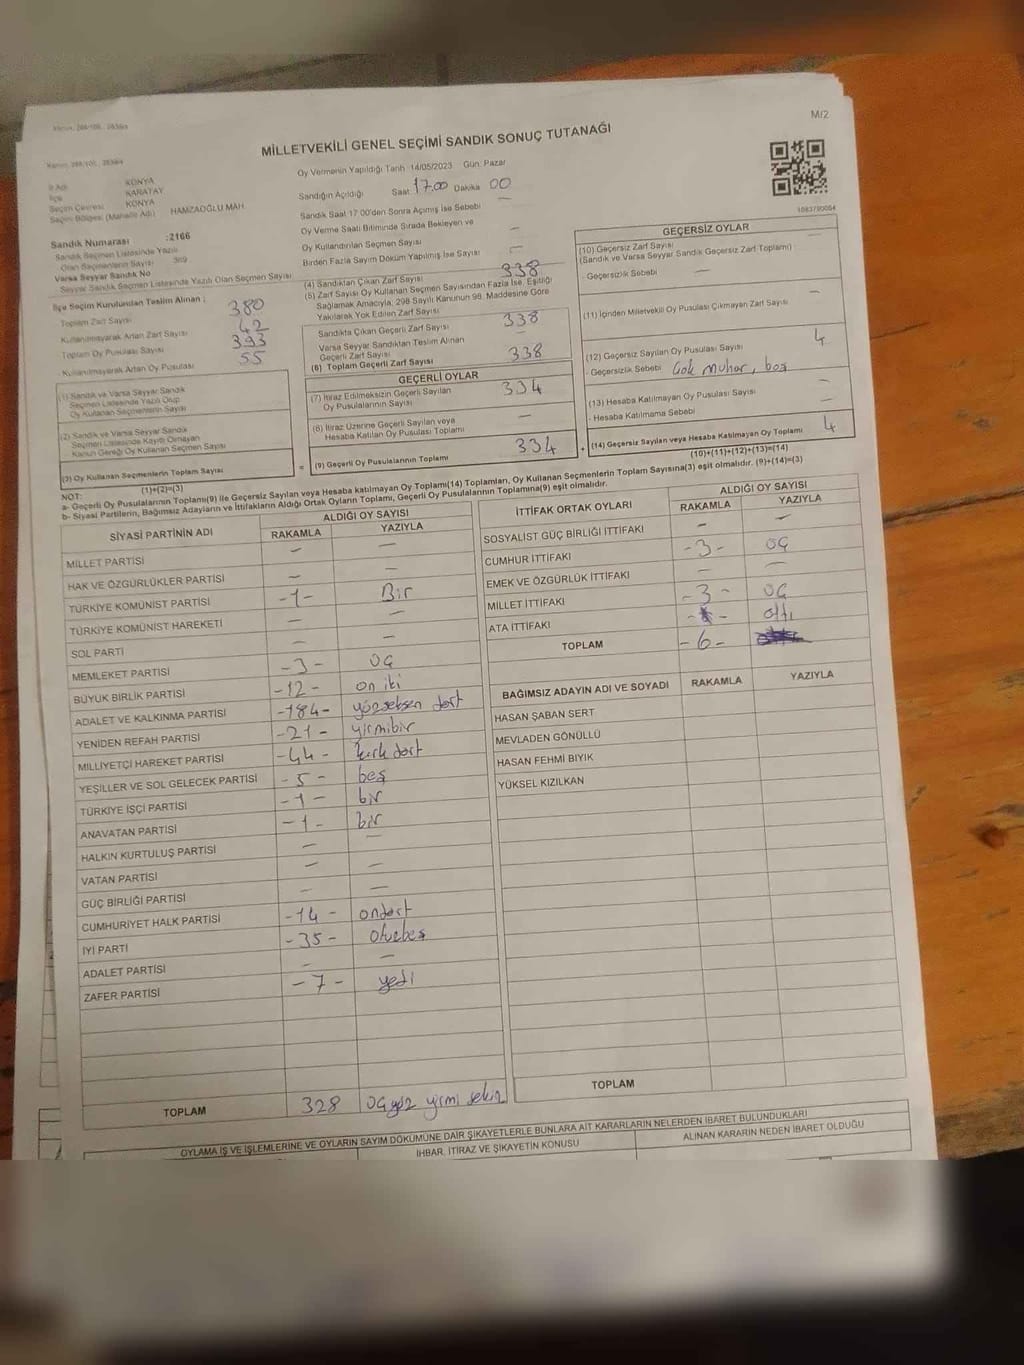 M/2
MİLLETVEKİLİ GENEL SEÇİMİ SANDIK SONUÇ TUTANAĞI
İl Adı KONYA
İlçe KARATAY
Seçim Çevresi KONYA
Seçim Bölgesi (Mahalle Adı) HAMZAOĞLU MAH.
Sandık Numarası :2166
Sandık Seçmen Listesinde Yazılı
Olan Seçmenlerin Sayısı
Varsa Seyyar Sandık No
Seyyar Sandık Seçmen Listesinde Yazılı Olan Seçmen Sayısı
İlçe Seçim Kurulundan Teslim Alınan :
Toplam Zarf Sayısı 380
Kullanılmayarak Artan Zarf Sayısı 42
Toplam Oy Pusulası Sayısı 393
Kullanılmayarak Artan Oy Pusulası 55
(1) Sandık ve Varsa Seyyar Sandık
Seçmen Listesinde Yazılı Olup
Oy Kullanan Seçmenlerin Sayısı
(2) Sandık ve Varsa Seyyar Sandık
Seçmen Listesinde Kayıtlı Olmayan
Kanun Gereği Oy Kullanan Seçmen Sayısı
(3) Oy Kullanan Seçmenlerin Toplam Sayısı
(1)+(2)=(3)
Oy Vermenin Yapıldığı Tarih 14/05/2023 Gün: Pazar
Sandığın Açıldığı Saat 17.00 Dakika 00
Sandık Saat 17:00'den Sonra Açılmış İse Sebebi —
Oy Verme Saati Bitiminde Sırada Bekleyen ve
Oy Kullandırılan Seçmen Sayısı —
Birden Fazla Sayım Döküm Yapılmış İse Sayısı —
(4) Sandıktan Çıkan Zarf Sayısı 338
(5) Zarf Sayısı Oy Kullanan Seçmen Sayısından Fazla İse, Eşitliği
Sağlamak Amacıyla, 298 Sayılı Kanunun 98. Maddesine Göre
Yakılarak Yok Edilen Zarf Sayısı
Sandıkta Çıkan Geçerli Zarf Sayısı 338
Varsa Seyyar Sandıktan Teslim Alınan
Geçerli Zarf Sayısı
(6) Toplam Geçerli Zarf Sayısı 338
GEÇERLİ OYLAR
(7) İtiraz Edilmeksizin Geçerli Sayılan
Oy Pusulalarının Sayısı 334
(8) İtiraz Üzerine Geçerli Sayılan veya
Hesaba Katılan Oy Pusulası Toplamı —
= (9) Geçerli Oy Pusulalarının Toplamı 334
1083790054
GEÇERSİZ OYLAR
(10) Geçersiz Zarf Sayısı —
(Sandık ve Varsa Seyyar Sandık Geçersiz Zarf Toplamı)
- Geçersizlik Sebebi —
(11) İçinden Milletvekili Oy Pusulası Çıkmayan Zarf Sayısı —
(12) Geçersiz Sayılan Oy Pusulası Sayısı 4
- Geçersizlik Sebebi Çok muhor, boş
(13) Hesaba Katılmayan Oy Pusulası Sayısı —
- Hesaba Katılmama Sebebi —
+ (14) Geçersiz Sayılan veya Hesaba Katılmayan Oy Toplamı 4
(10)+(11)+(12)+(13)=(14)
NOT:
a- Geçerli Oy Pusulalarının Toplamı(9) ile Geçersiz Sayılan veya Hesaba katılmayan Oy Toplamı(14) Toplamları, Oy Kullanan Seçmenlerin Toplam Sayısına(3) eşit olmalıdır. (9)+(14)=(3)
b- Siyasi Partilerin, Bağımsız Adayların ve İttifakların Aldığı Ortak Oyların Toplamı, Geçerli Oy Pusulalarının Toplamına(9) eşit olmalıdır.
SİYASİ PARTİNİN ADI ALDIĞI OY SAYISI
RAKAMLA YAZIYLA
MİLLET PARTİSİ — —
HAK VE ÖZGÜRLÜKLER PARTİSİ — —
TÜRKİYE KOMÜNİST PARTİSİ -1- Bir
TÜRKİYE KOMÜNİST HAREKETİ — —
SOL PARTİ — —
MEMLEKET PARTİSİ -3- üç
BÜYÜK BİRLİK PARTİSİ -12- on iki
ADALET VE KALKINMA PARTİSİ -184- yüzseksen dört
YENİDEN REFAH PARTİSİ -21- yirmibir
MİLLİYETÇİ HAREKET PARTİSİ -44- kırk dört
YEŞİLLER VE SOL GELECEK PARTİSİ -5- beş
TÜRKİYE İŞÇİ PARTİSİ -1- bir
ANAVATAN PARTİSİ -1- bir
HALKIN KURTULUŞ PARTİSİ — —
VATAN PARTİSİ — —
GÜÇ BİRLİĞİ PARTİSİ — —
CUMHURİYET HALK PARTİSİ -14- ondört
İYİ PARTİ -35- otuzbeş
ADALET PARTİSİ — —
ZAFER PARTİSİ -7- yedi
TOPLAM 328 üçyüz yirmi sekiz
İTTİFAK ORTAK OYLARI ALDIĞI OY SAYISI
RAKAMLA YAZIYLA
SOSYALİST GÜÇ BİRLİĞİ İTTİFAKI — —
CUMHUR İTTİFAKI -3- üç
EMEK VE ÖZGÜRLÜK İTTİFAKI — —
MİLLET İTTİFAKI -3- üç
ATA İTTİFAKI altı
TOPLAM -6-
BAĞIMSIZ ADAYIN ADI VE SOYADI RAKAMLA YAZIYLA
HASAN ŞABAN SERT
MEVLADEN GÖNÜLLÜ
HASAN FEHMİ BIYIK
YÜKSEL KIZILKAN
TOPLAM
OYLAMA İŞ VE İŞLEMLERİNE VE OYLARIN SAYIM DÖKÜMÜNE DAİR ŞİKAYETLERLE BUNLARA AİT KARARLARIN NELERDEN İBARET BULUNDUKLARI
İHBAR, İTİRAZ VE ŞİKAYETİN KONUSU ALINAN KARARIN NEDEN İBARET OLDUĞU